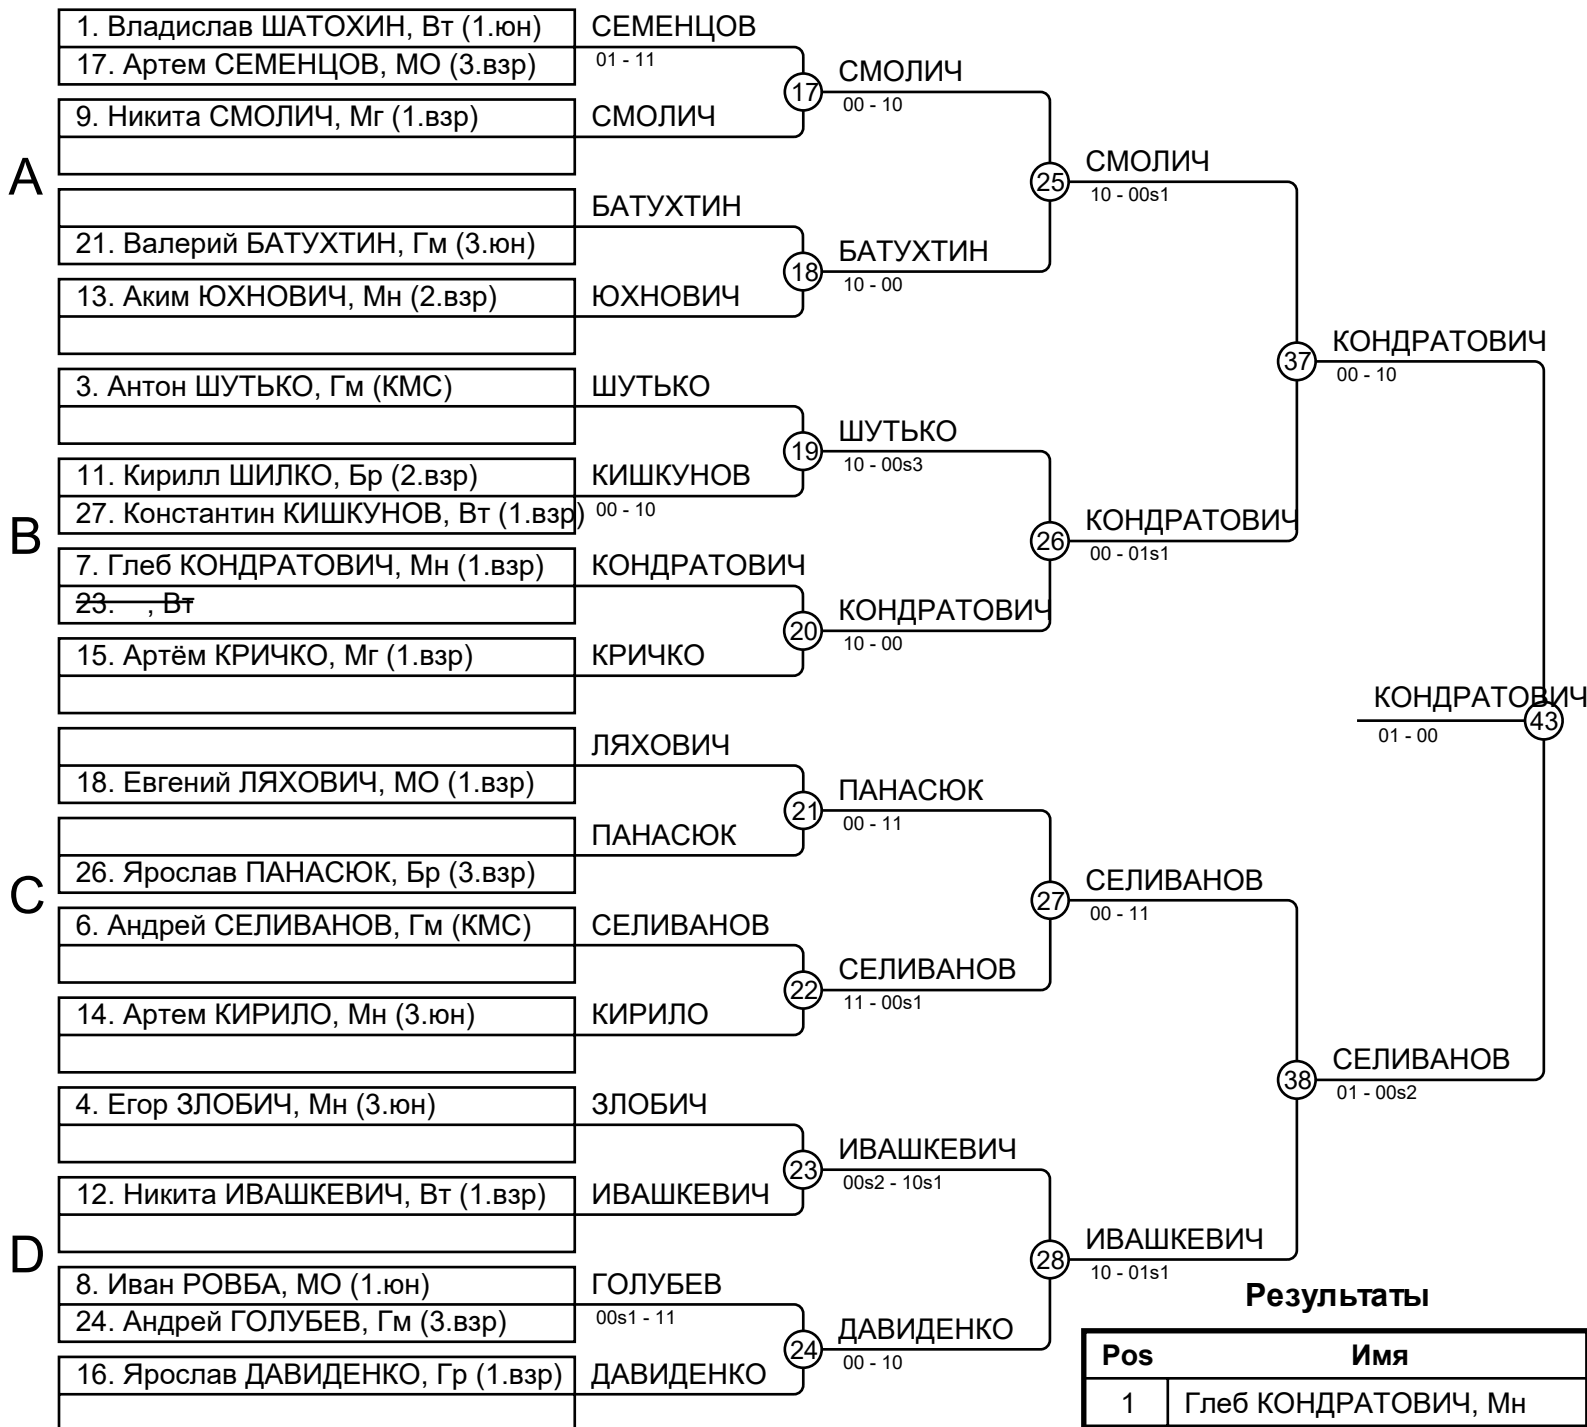 1. Владислав ШАТОХИН, Вт (1.юн)
17. Артем СЕМЕНЦОВ, МО (3.взр)
9. Никита СМОЛИЧ, Мг (1.взр)
A
21. Валерий БАТУХТИН, Гм (3.юн)
13. Аким ЮХНОВИЧ, Мн (2.взр)
3. Антон ШУТЬКО, Гм (КМС)
11. Кирилл ШИЛКО, Бр (2.взр)
27. Константин КИШКУНОВ, Вт (1.взр)
B
7. Глеб КОНДРАТОВИЧ, Мн (1.взр)
23. , Вт
15. Артём КРИЧКО, Мг (1.взр)
18. Евгений ЛЯХОВИЧ, МО (1.взр)
26. Ярослав ПАНАСЮК, Бр (3.взр)
C
6. Андрей СЕЛИВАНОВ, Гм (КМС)
14. Артем КИРИЛО, Мн (3.юн)
4. Егор ЗЛОБИЧ, Мн (3.юн)
12. Никита ИВАШКЕВИЧ, Вт (1.взр)
D
8. Иван РОВБА, МО (1.юн)
24. Андрей ГОЛУБЕВ, Гм (3.взр)
16. Ярослав ДАВИДЕНКО, Гр (1.взр)
СЕМЕНЦОВ
01 - 11
СМОЛИЧ
БАТУХТИН
ЮХНОВИЧ
ШУТЬКО
КИШКУНОВ
00 - 10
КОНДРАТОВИЧ
КРИЧКО
ЛЯХОВИЧ
ПАНАСЮК
СЕЛИВАНОВ
КИРИЛО
ЗЛОБИЧ
ИВАШКЕВИЧ
ГОЛУБЕВ
00s1 - 11
ДАВИДЕНКО
17
СМОЛИЧ
00 - 10
18
БАТУХТИН
10 - 00
19
ШУТЬКО
10 - 00s3
20
КОНДРАТОВИЧ
10 - 00
21
ПАНАСЮК
00 - 11
22
СЕЛИВАНОВ
11 - 00s1
23
ИВАШКЕВИЧ
00s2 - 10s1
24
ДАВИДЕНКО
00 - 10
25
СМОЛИЧ
10 - 00s1
26
КОНДРАТОВИЧ
00 - 01s1
27
СЕЛИВАНОВ
00 - 11
28
ИВАШКЕВИЧ
10 - 01s1
37
КОНДРАТОВИЧ
00 - 10
38
СЕЛИВАНОВ
01 - 00s2
КОНДРАТОВИЧ
43
01 - 00
Результаты
Pos Имя
1 Глеб КОНДРАТОВИЧ, Мн